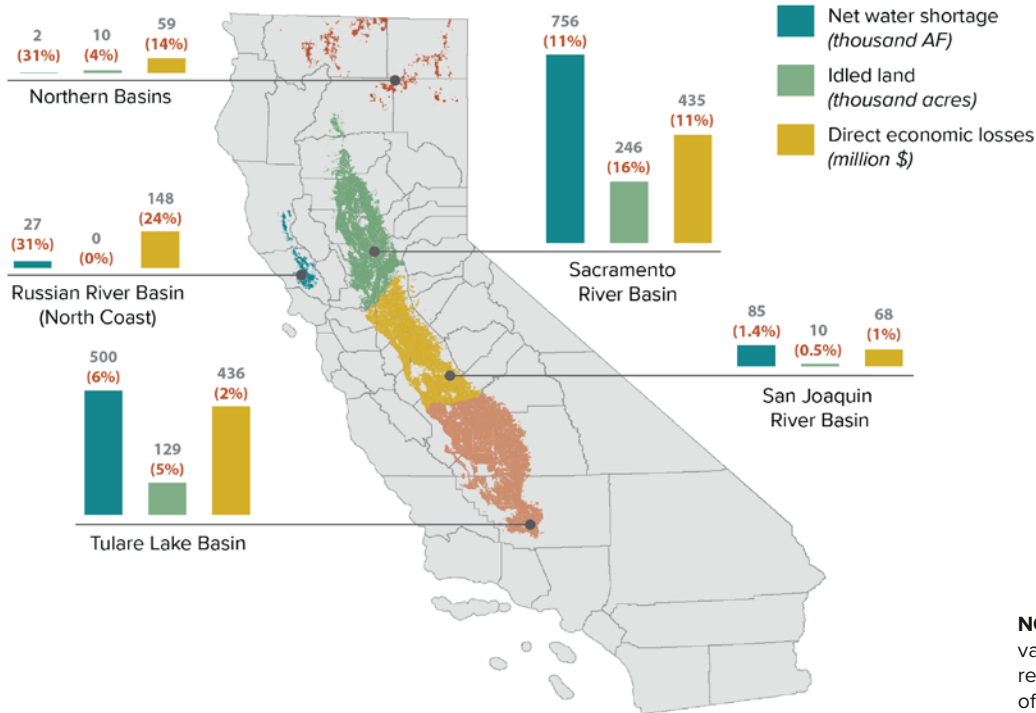 2 10 59
(31%) (4%) (14%)
Northern Basins
756
(11%)
246
(16%)
435
(11%)
Sacramento
River Basin
Net water shortage
(thousand AF)
Idled land
(thousand acres)
Direct economic losses
(million $)
27 0 148
(31%) (0%) (24%)
Russian River Basin
(North Coast)
85 10 68
(1.4%) (0.5%) (1%)
San Joaquin
River Basin
500
(6%)
129
(5%)
436
(2%)
Tulare Lake Basin